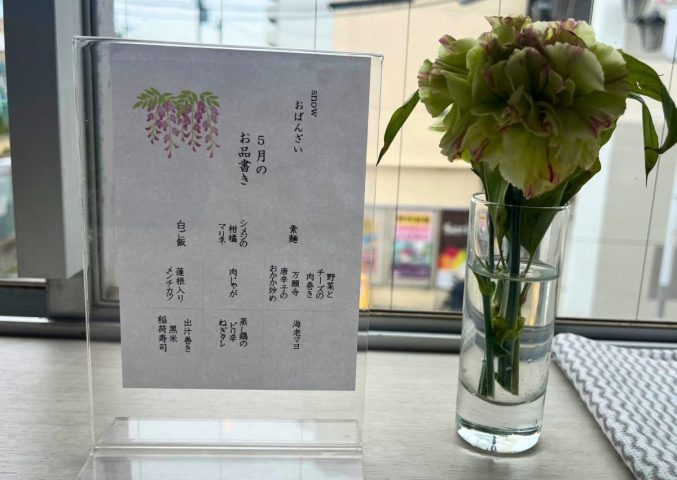 snow
おばんざい
5月の
お品書き
素麺
シメジの
柑橘
マリネ
白ご飯
野菜と
チーズの
肉巻き
万願寺
唐辛子の
おかか炒め
肉じゃが
蓮根入り
メンチカツ
海老マヨ
蒸し鶏の
ピリ辛
ねぎタレ
出汁巻き
黒米
稲荷寿司